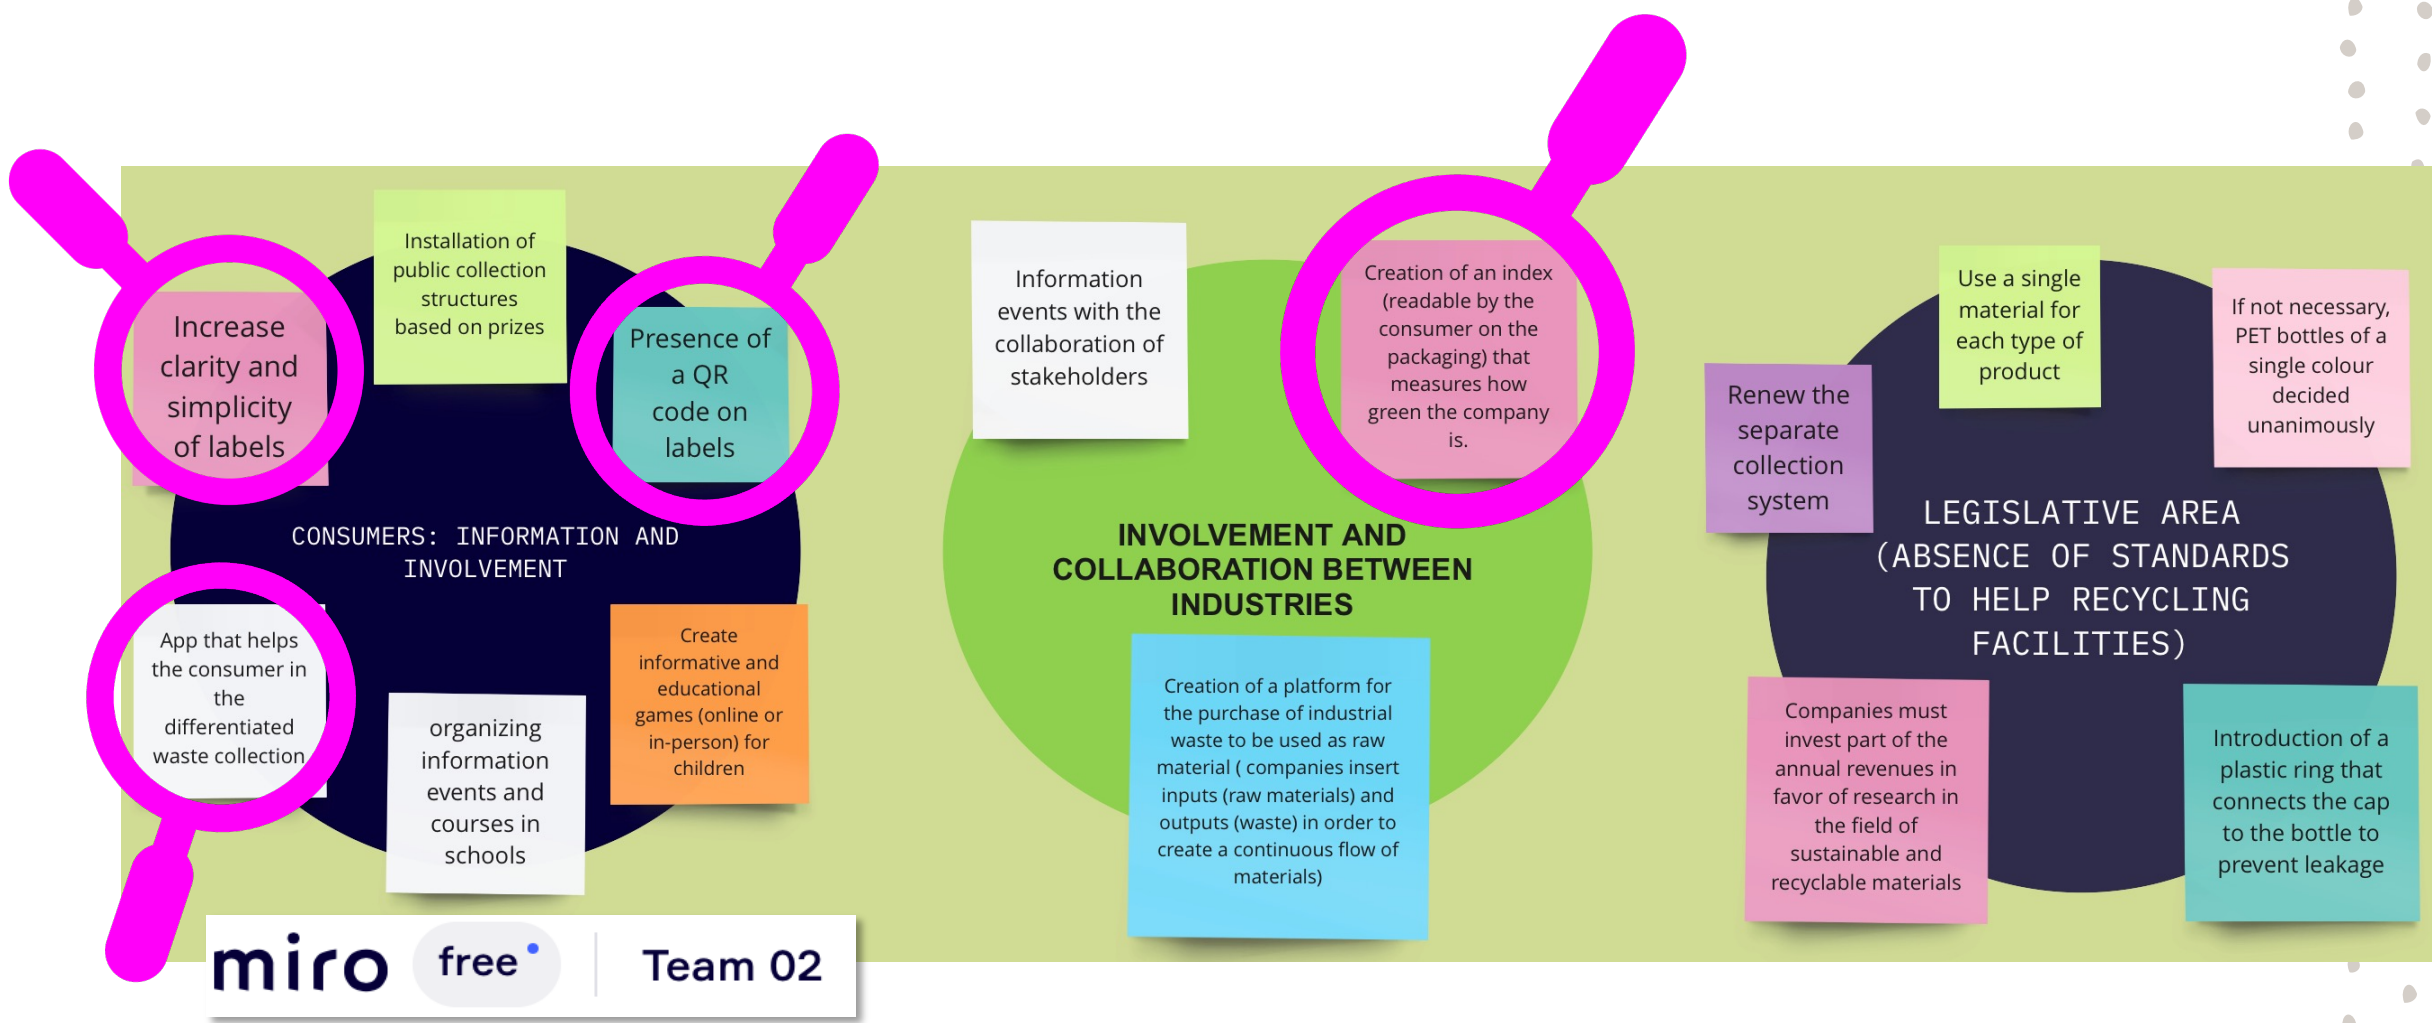 Increase
clarity and
simplicity
of labels
Installation of
public collection
structures
based on prizes
Presence of
a QR
code on
labels
CONSUMERS: INFORMATION AND
INVOLVEMENT
App that helps
the consumer in
the
differentiated
waste collection
organizing
information
events and
courses in
schools
Create
informative and
educational
games (online or
in-person) for
children
Information
events with the
collaboration of
stakeholders
Creation of an index
(readable by the
consumer on the
packaging) that
measures how
green the company
is.
INVOLVEMENT AND
COLLABORATION BETWEEN
INDUSTRIES
Creation of a platform for
the purchase of industrial
waste to be used as raw
material ( companies insert
inputs (raw materials) and
outputs (waste) in order to
create a continuous flow of
materials)
Renew the
separate
collection
system
Use a single
material for
each type of
product
If not necessary,
PET bottles of a
single colour
decided
unanimously
LEGISLATIVE AREA
(ABSENCE OF STANDARDS
TO HELP RECYCLING
FACILITIES)
Companies must
invest part of the
annual revenues in
favor of research in
the field of
sustainable and
recyclable materials
Introduction of a
plastic ring that
connects the cap
to the bottle to
prevent leakage
miro free Team 02